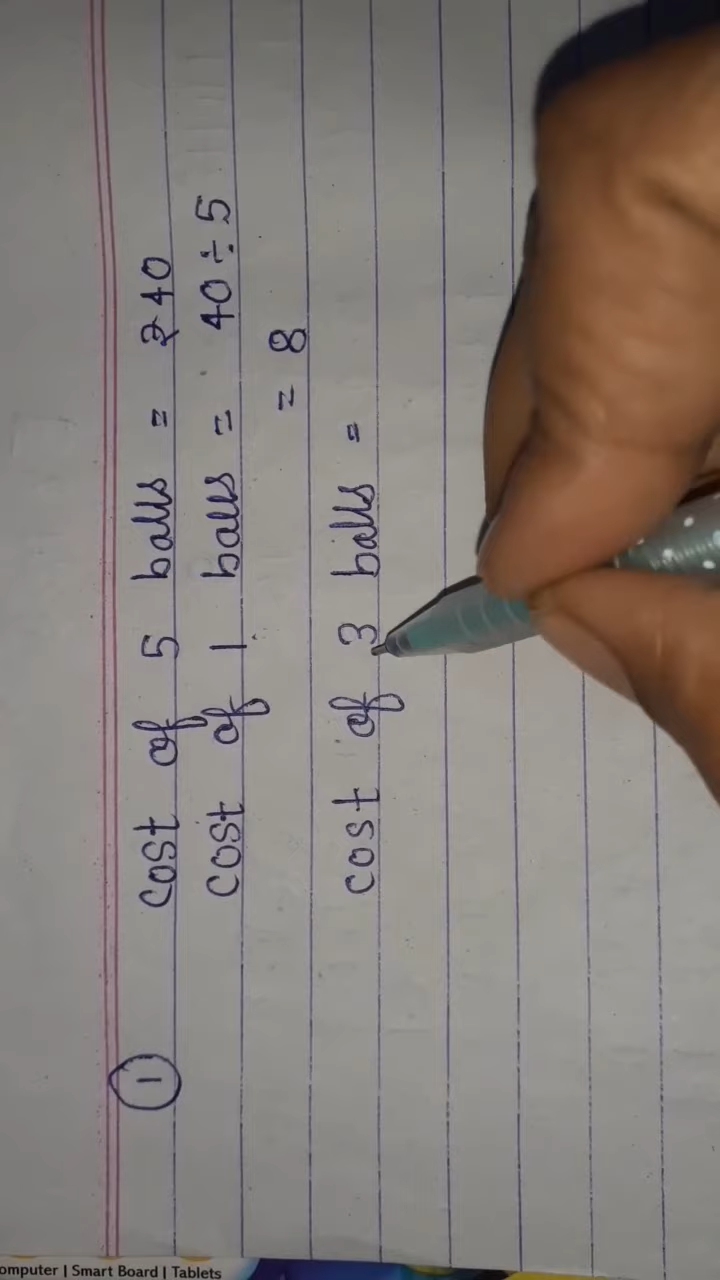 ① cost of 5 balls = ₹40
cost of 1 balls = 40÷5
= 8
cost of 3 balls =
omputer | Smart Board | Tablets